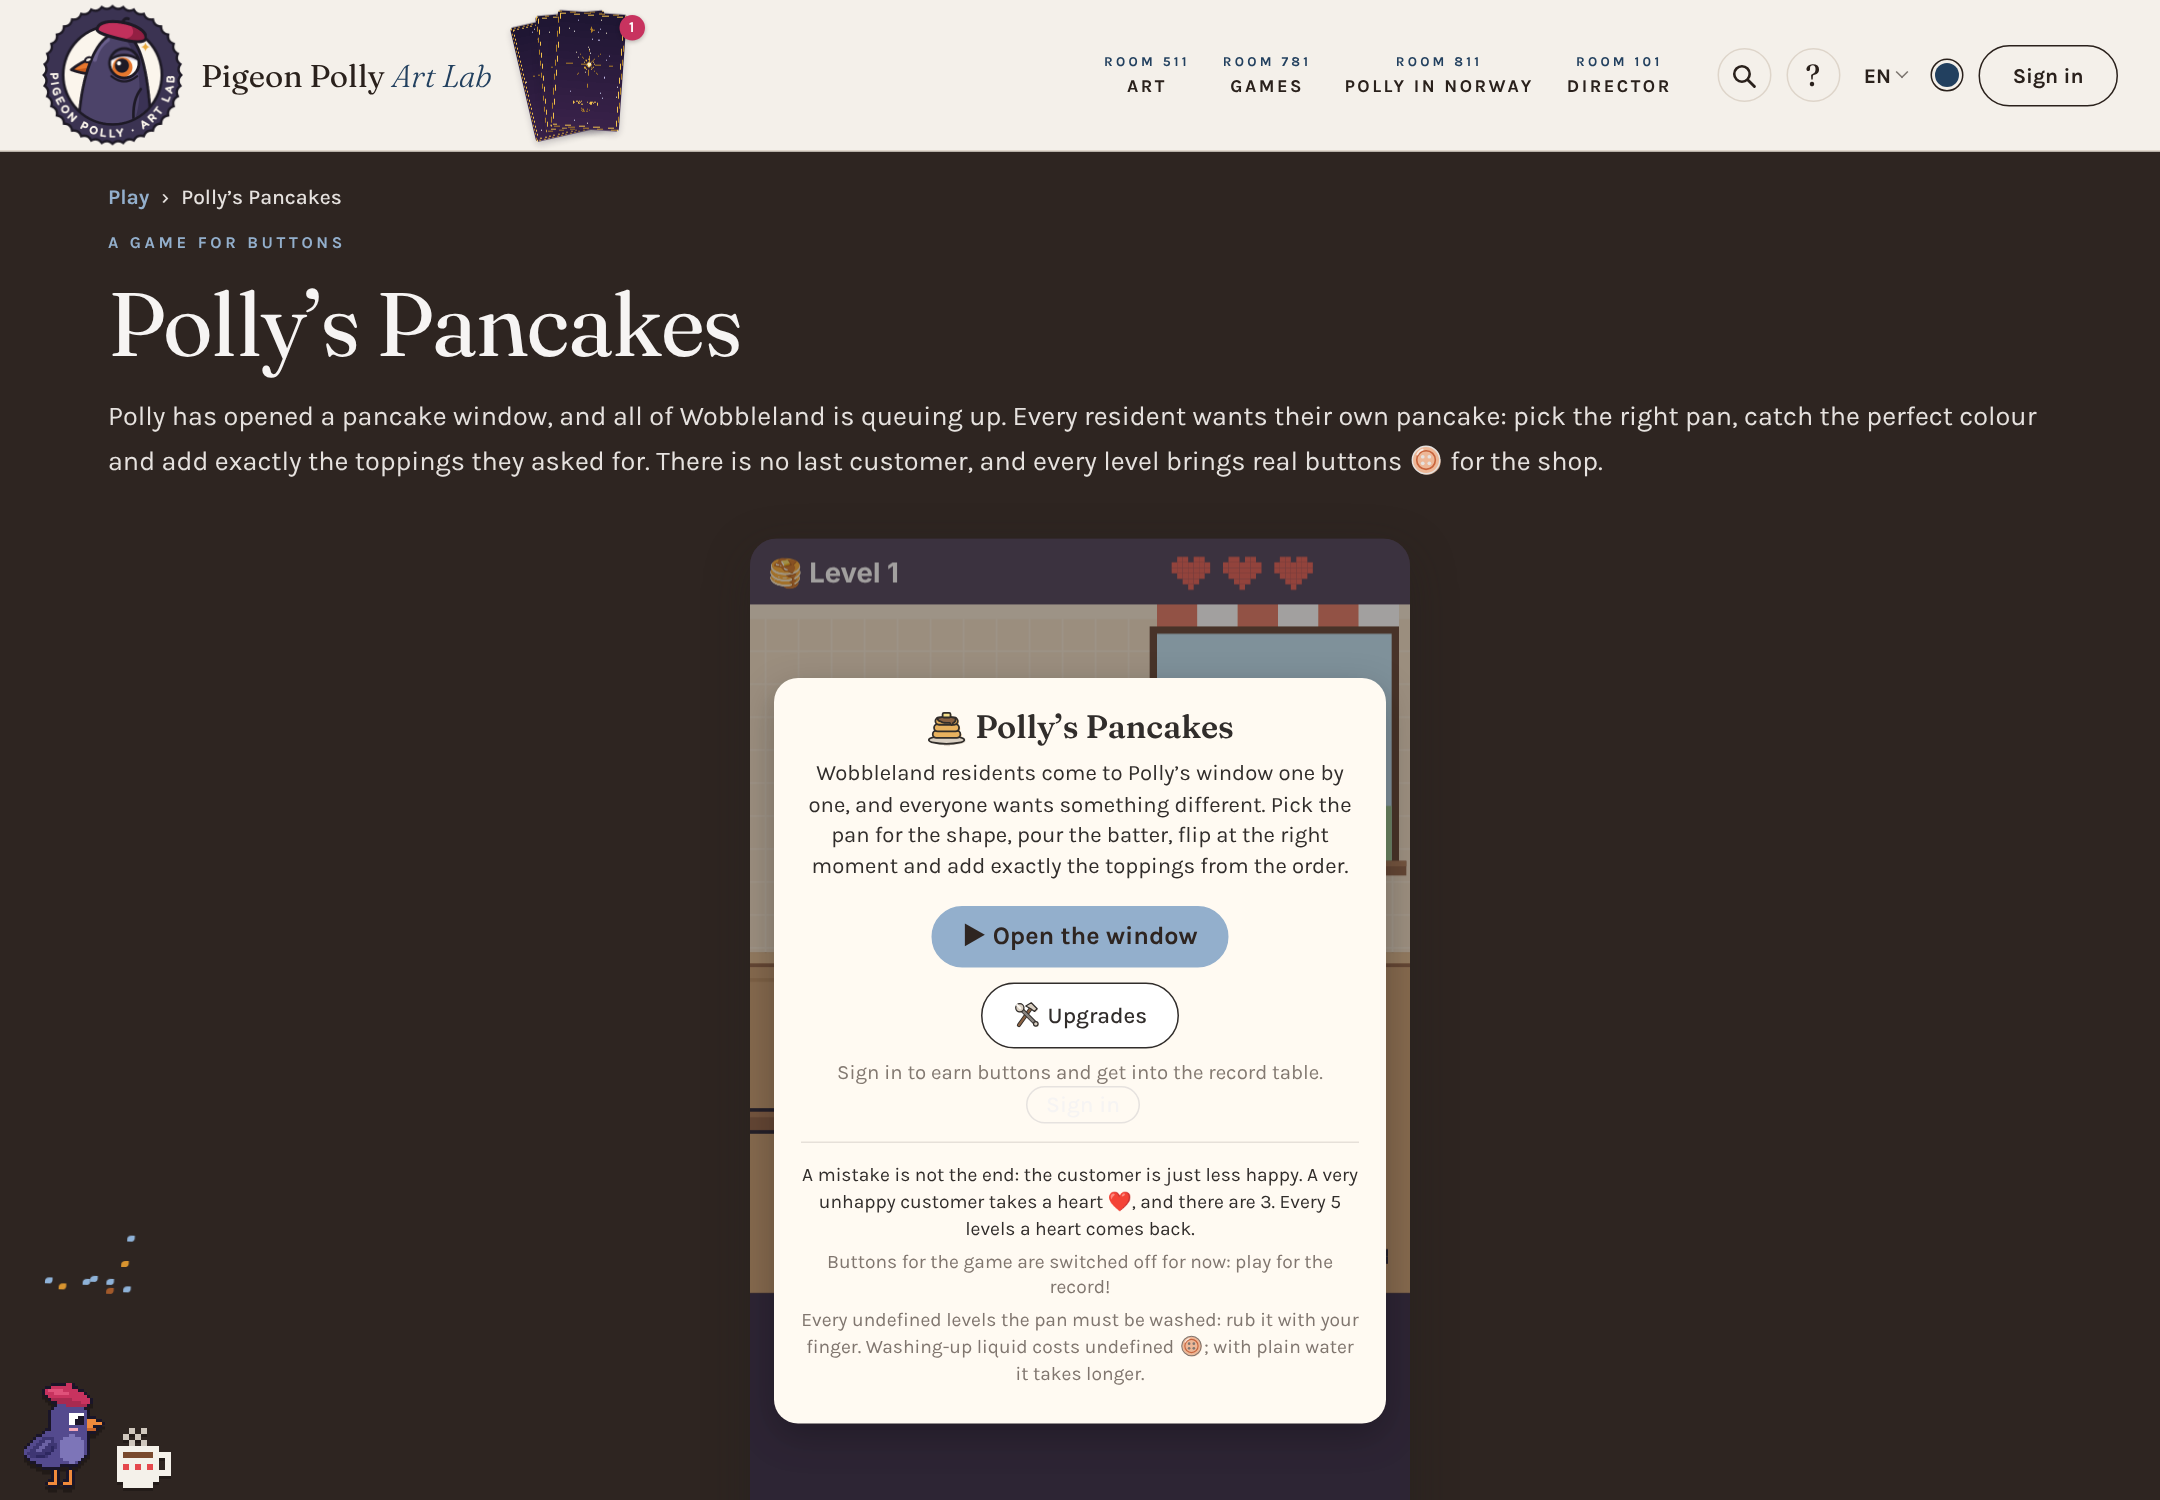 PIGEON POLLY · ART LAB
Pigeon Polly Art Lab
1
ROOM 511
ART
ROOM 781
GAMES
ROOM 811
POLLY IN NORWAY
ROOM 101
DIRECTOR
?
EN
Sign in
Play › Polly’s Pancakes
A GAME FOR BUTTONS
Polly’s Pancakes
Polly has opened a pancake window, and all of Wobbleland is queuing up. Every resident wants their own pancake: pick the right pan, catch the perfect colour
and add exactly the toppings they asked for. There is no last customer, and every level brings real buttons for the shop.
Level 1
Polly’s Pancakes
Wobbleland residents come to Polly’s window one by
one, and everyone wants something different. Pick the
pan for the shape, pour the batter, flip at the right
moment and add exactly the toppings from the order.
▶ Open the window
Upgrades
Sign in to earn buttons and get into the record table.
Sign in
A mistake is not the end: the customer is just less happy. A very
unhappy customer takes a heart ❤️, and there are 3. Every 5
levels a heart comes back.
Buttons for the game are switched off for now: play for the
record!
Every undefined levels the pan must be washed: rub it with your
finger. Washing-up liquid costs undefined ; with plain water
it takes longer.